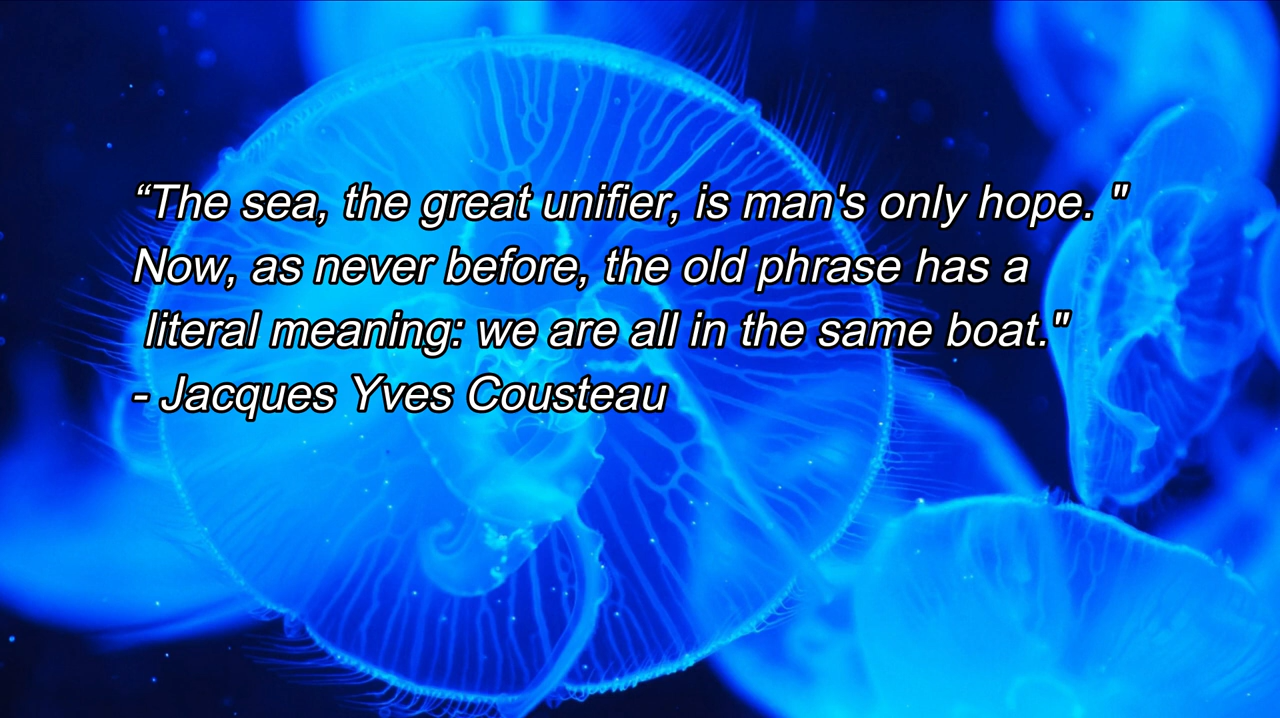 “The sea, the great unifier, is man's only hope. "
Now, as never before, the old phrase has a
literal meaning: we are all in the same boat."
- Jacques Yves Cousteau